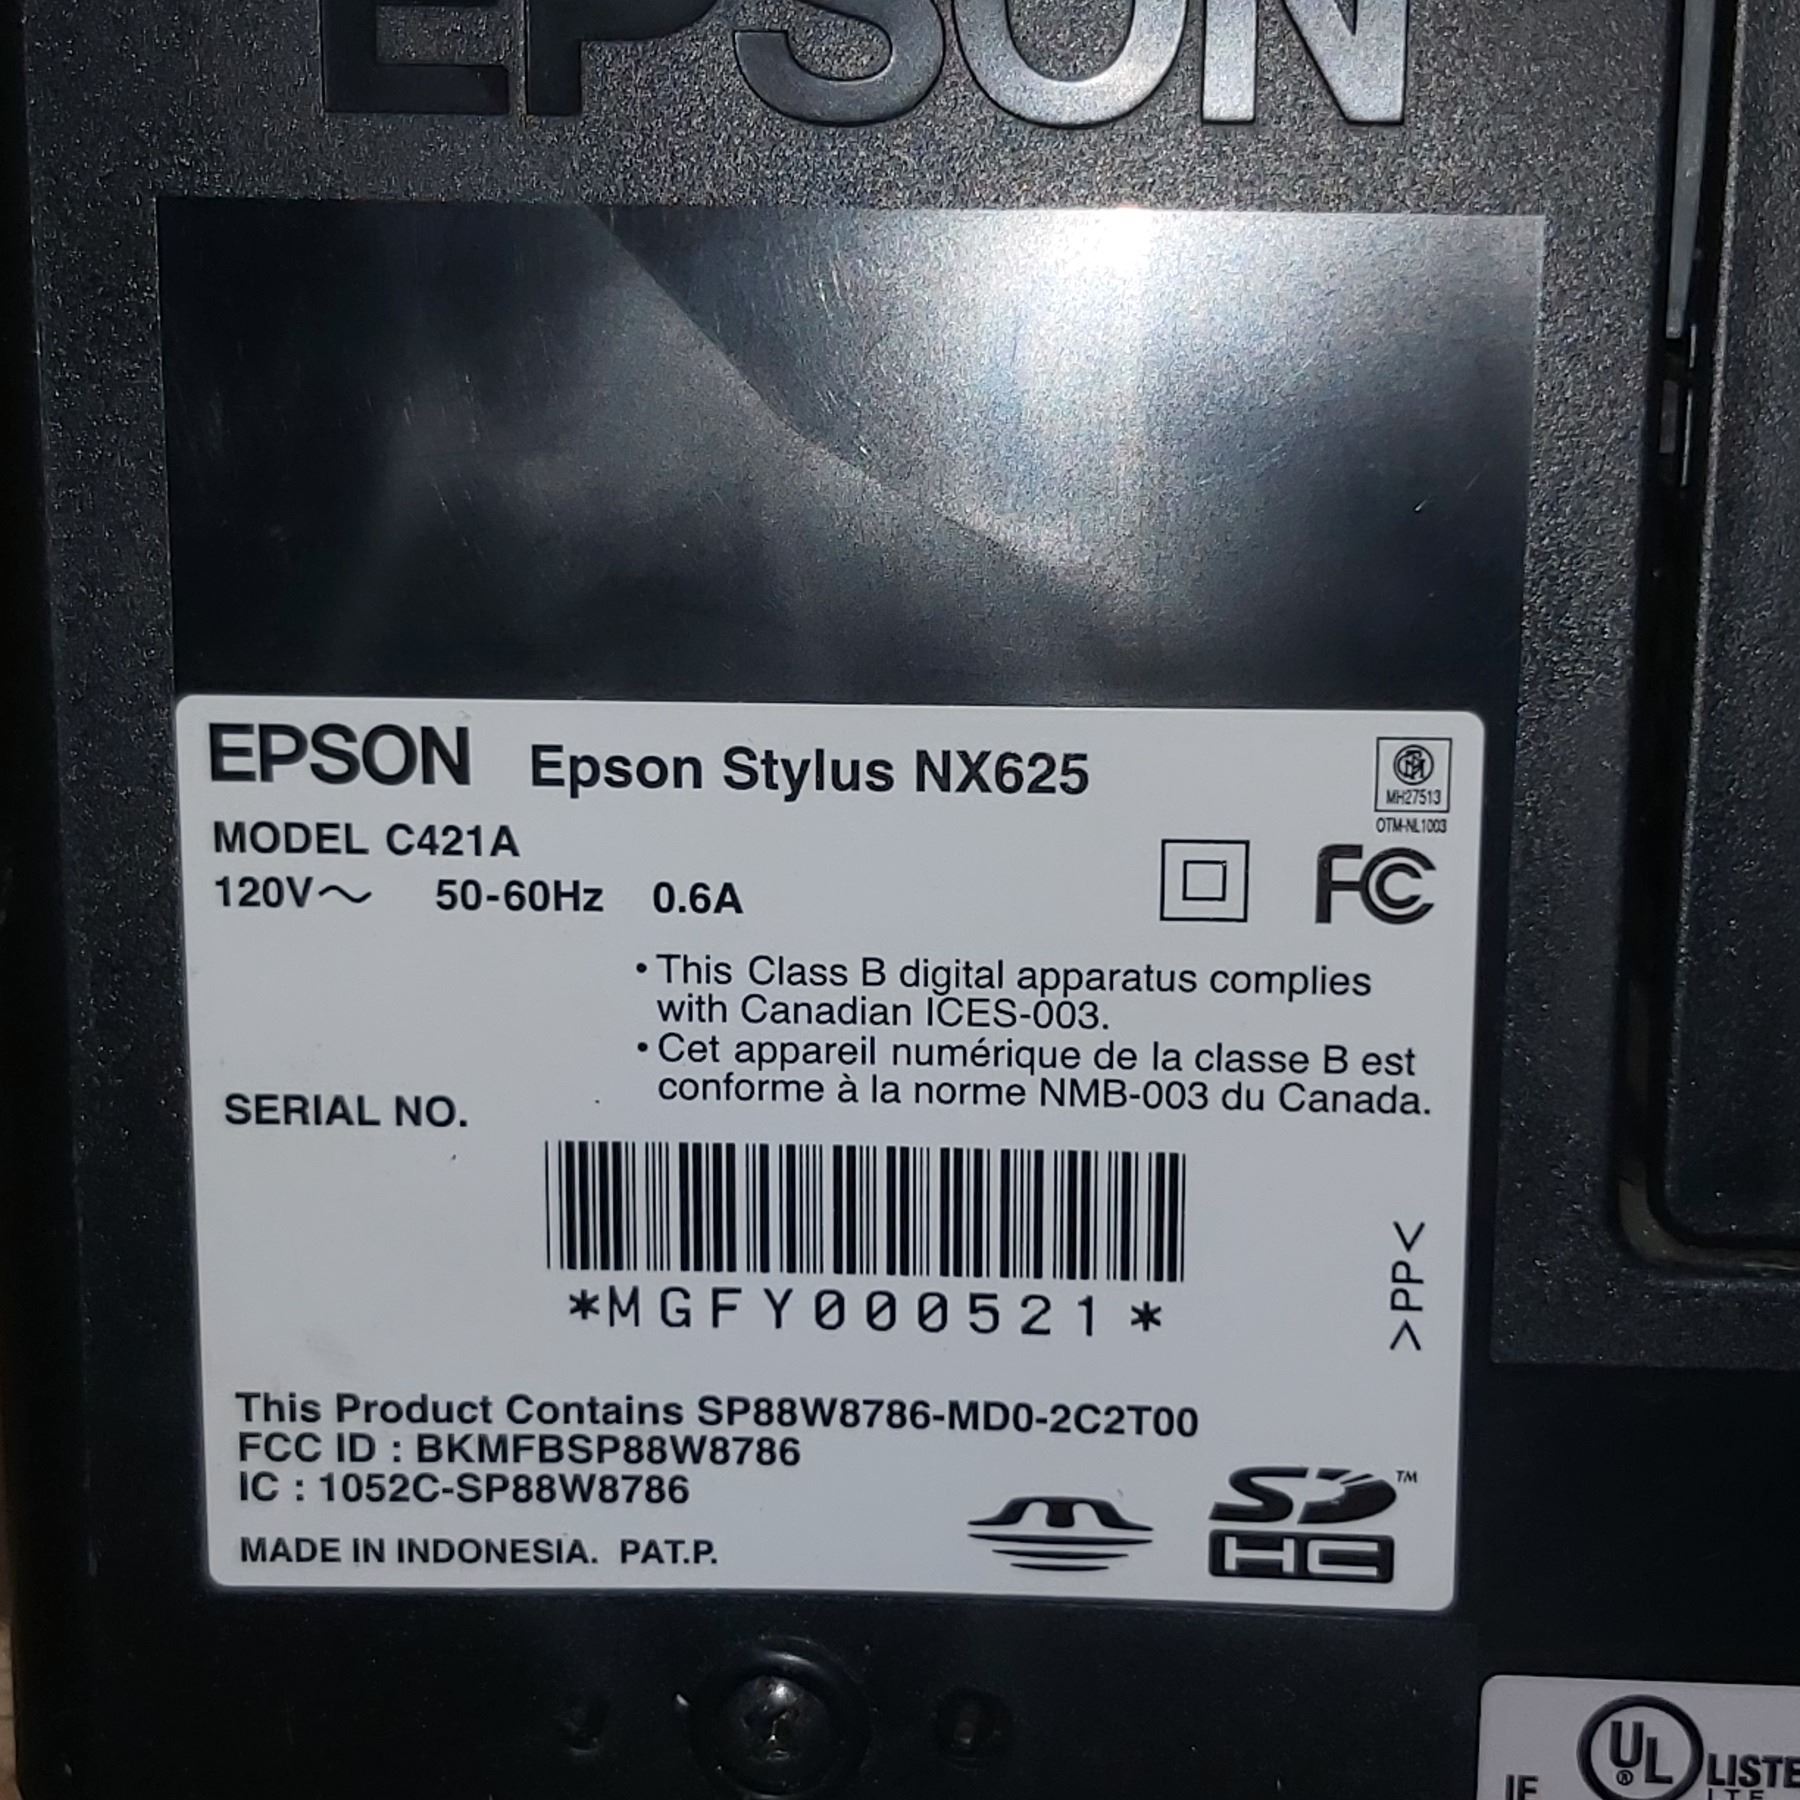 EPSON
EPSON Epson Stylus NX625
MH27513
OTM-NL1003
MODEL C421A
120V～ 50-60Hz 0.6A
FC
• This Class B digital apparatus complies
with Canadian ICES-003.
• Cet appareil numérique de la classe B est
conforme à la norme NMB-003 du Canada.
SERIAL NO.
*MGFY000521*
>PP<
This Product Contains SP88W8786-MD0-2C2T00
FCC ID : BKMFBSP88W8786
IC : 1052C-SP88W8786
SD™
HC
MADE IN INDONESIA. PAT.P.
UL® LISTE